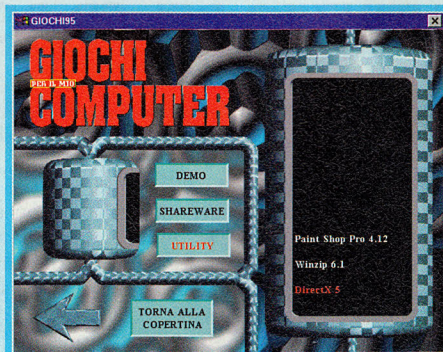 GIOCHI95
GIOCHI
PER IL MIO
COMPUTER
DEMO
SHAREWARE
UTILITY
TORNA ALLA
COPERTINA
Paint Shop Pro 4.12
Winzip 6.1
DirectX 5